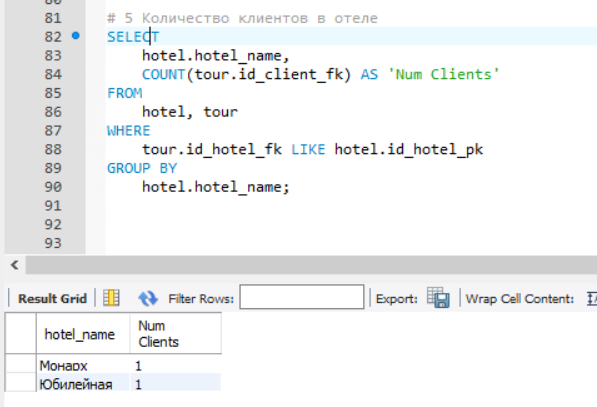 80
81 # 5 Количество клиентов в отеле
82 SELECT
83 hotel.hotel_name,
84 COUNT(tour.id_client_fk) AS 'Num Clients'
85 FROM
86 hotel, tour
87 WHERE
88 tour.id_hotel_fk LIKE hotel.id_hotel_pk
89 GROUP BY
90 hotel.hotel_name;
91
92
93
Result Grid Filter Rows: Export: Wrap Cell Content:
hotel_name Num Clients
Монарх 1
Юбилейная 1